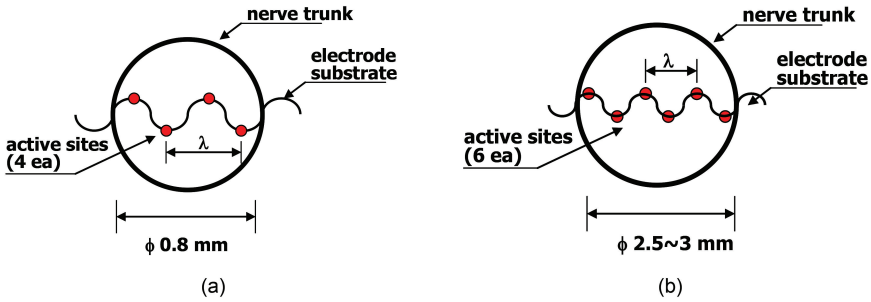 nerve trunk
electrode
substrate
λ
active sites
(4 ea)
ϕ 0.8 mm
(a)
nerve trunk
electrode
substrate
λ
active sites
(6 ea)
ϕ 2.5~3 mm
(b)